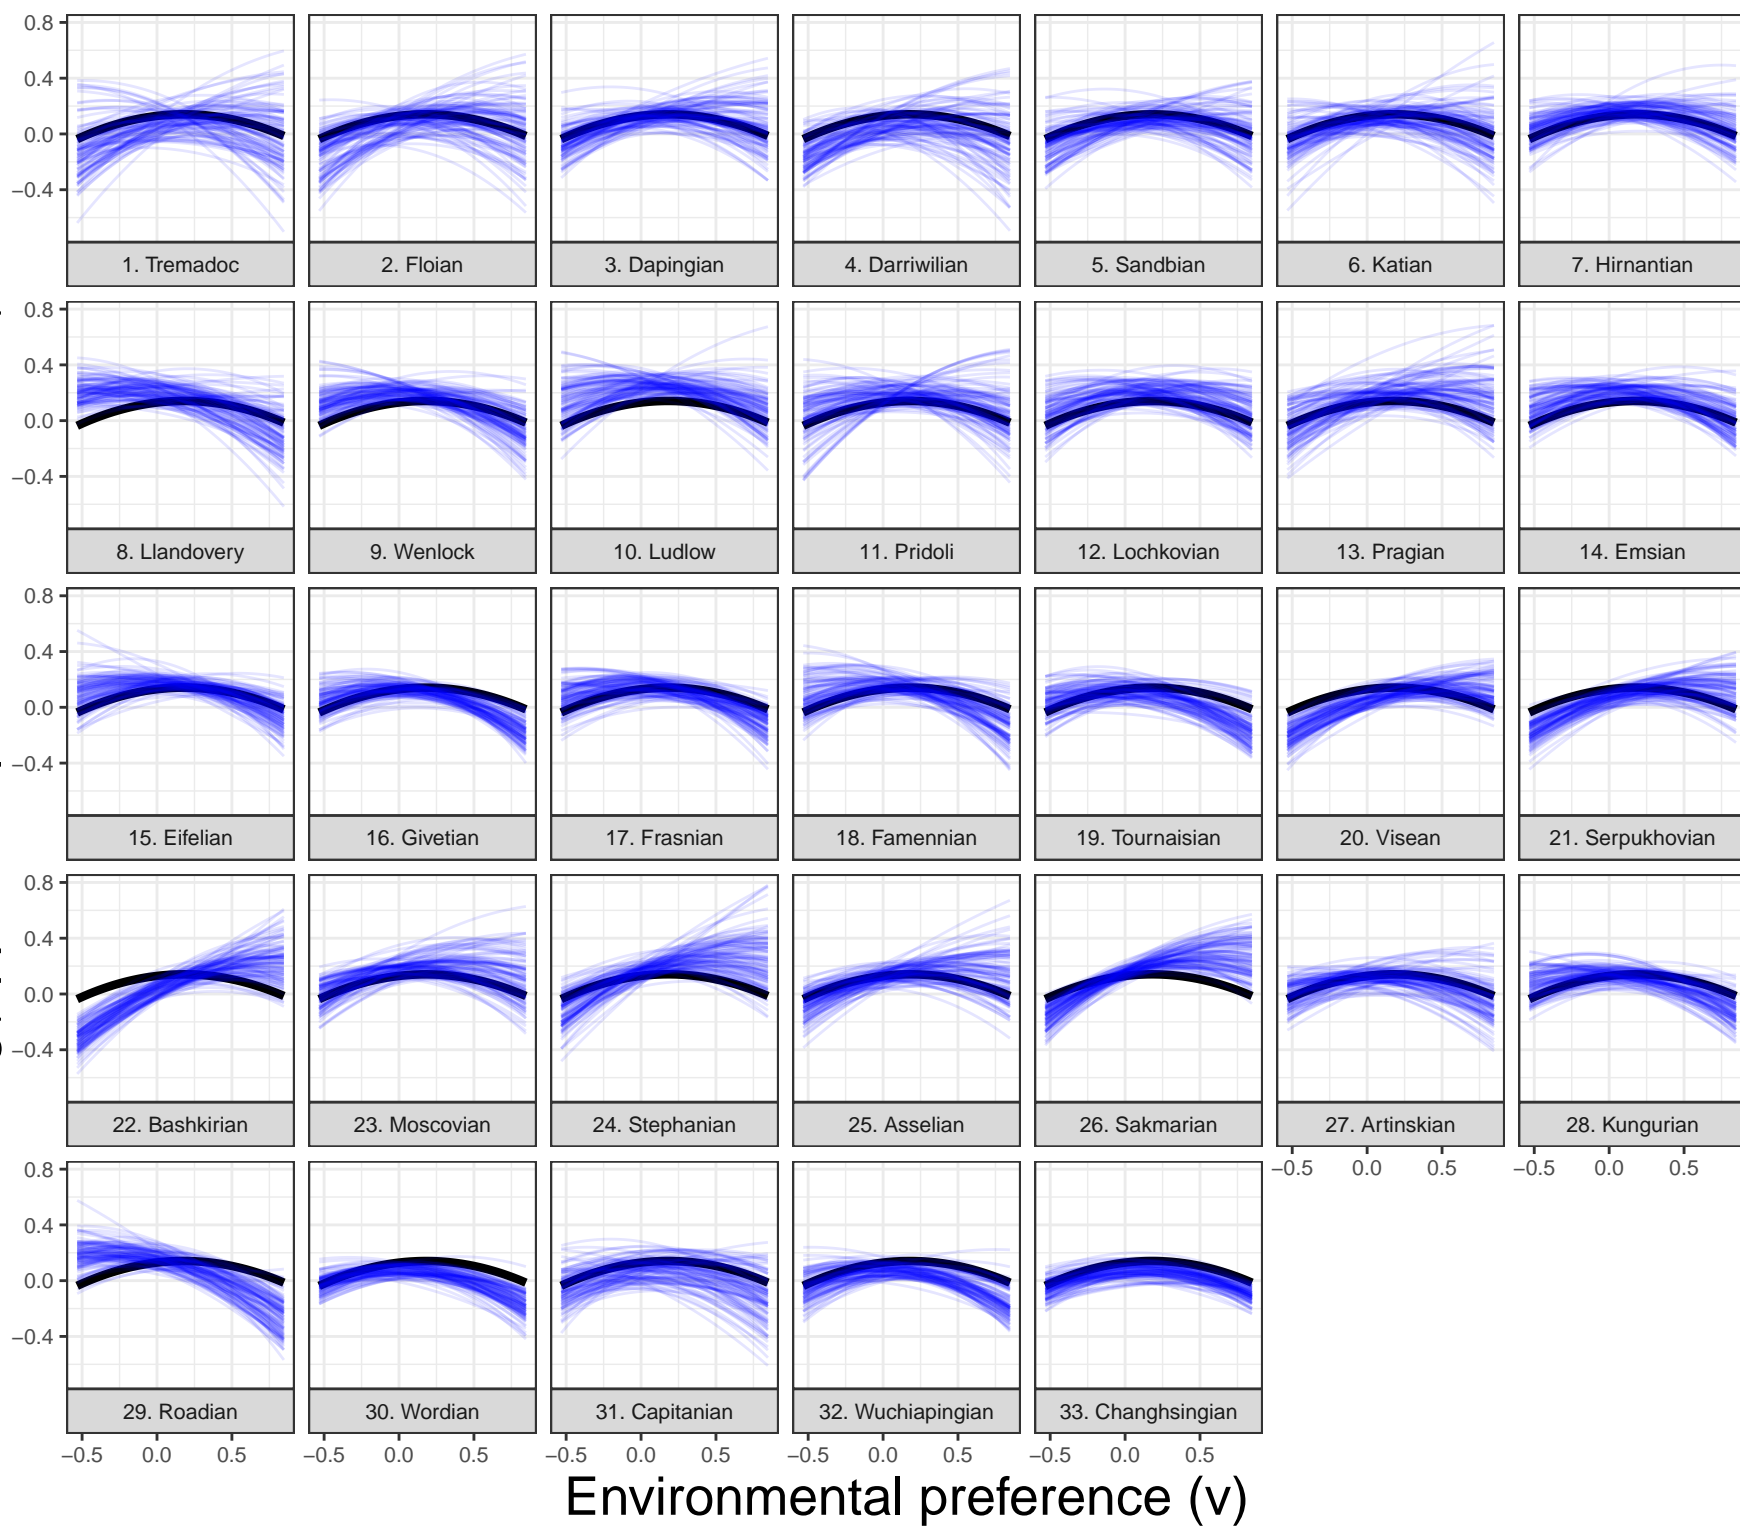 0.8
0.4
0.0
−0.4
1. Tremadoc 2. Floian 3. Dapingian 4. Darriwilian 5. Sandbian 6. Katian 7. Hirnantian
0.8
0.4
0.0
−0.4
8. Llandovery 9. Wenlock 10. Ludlow 11. Pridoli 12. Lochkovian 13. Pragian 14. Emsian
0.8
0.4
0.0
−0.4
15. Eifelian 16. Givetian 17. Frasnian 18. Famennian 19. Tournaisian 20. Visean 21. Serpukhovian
0.8
0.4
0.0
−0.4
22. Bashkirian 23. Moscovian 24. Stephanian 25. Asselian 26. Sakmarian 27. Artinskian 28. Kungurian
−0.5 0.0 0.5 −0.5 0.0 0.5
0.8
0.4
0.0
−0.4
29. Roadian 30. Wordian 31. Capitanian 32. Wuchiapingian 33. Changhsingian
−0.5 0.0 0.5 −0.5 0.0 0.5 −0.5 0.0 0.5 −0.5 0.0 0.5 −0.5 0.0 0.5
Environmental preference (v)